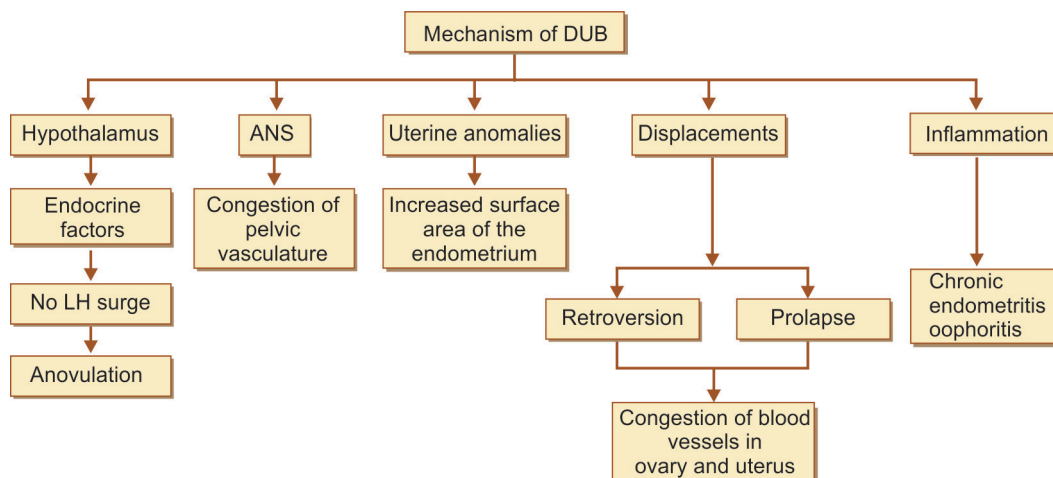 Mechanism of DUB
Hypothalamus
ANS
Uterine anomalies
Displacements
Inflammation
Endocrine
factors
Congestion of
pelvic
vasculature
Increased surface
area of the
endometrium
No LH surge
Retroversion
Prolapse
Chronic
endometritis
oophoritis
Anovulation
Congestion of blood
vessels in
ovary and uterus